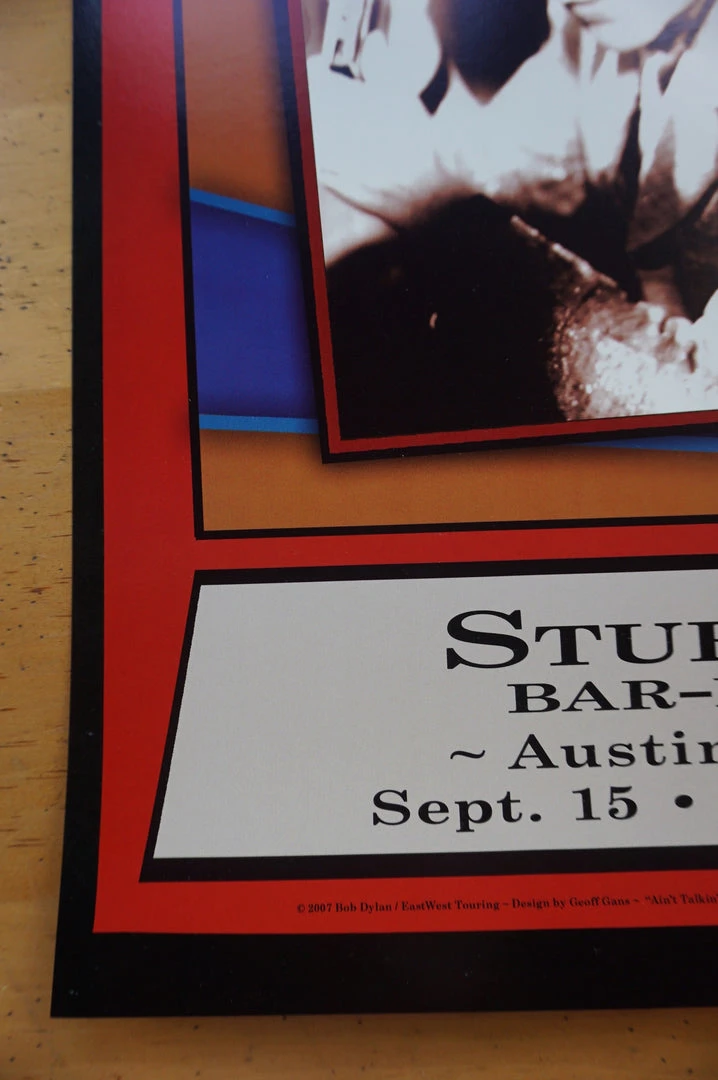 STUB
BAR-
~ Austin
Sept. 15 •
© 2007 Bob Dylan / EastWest Touring ~ Design by Geoff Gans ~ "Ain't Talkin'